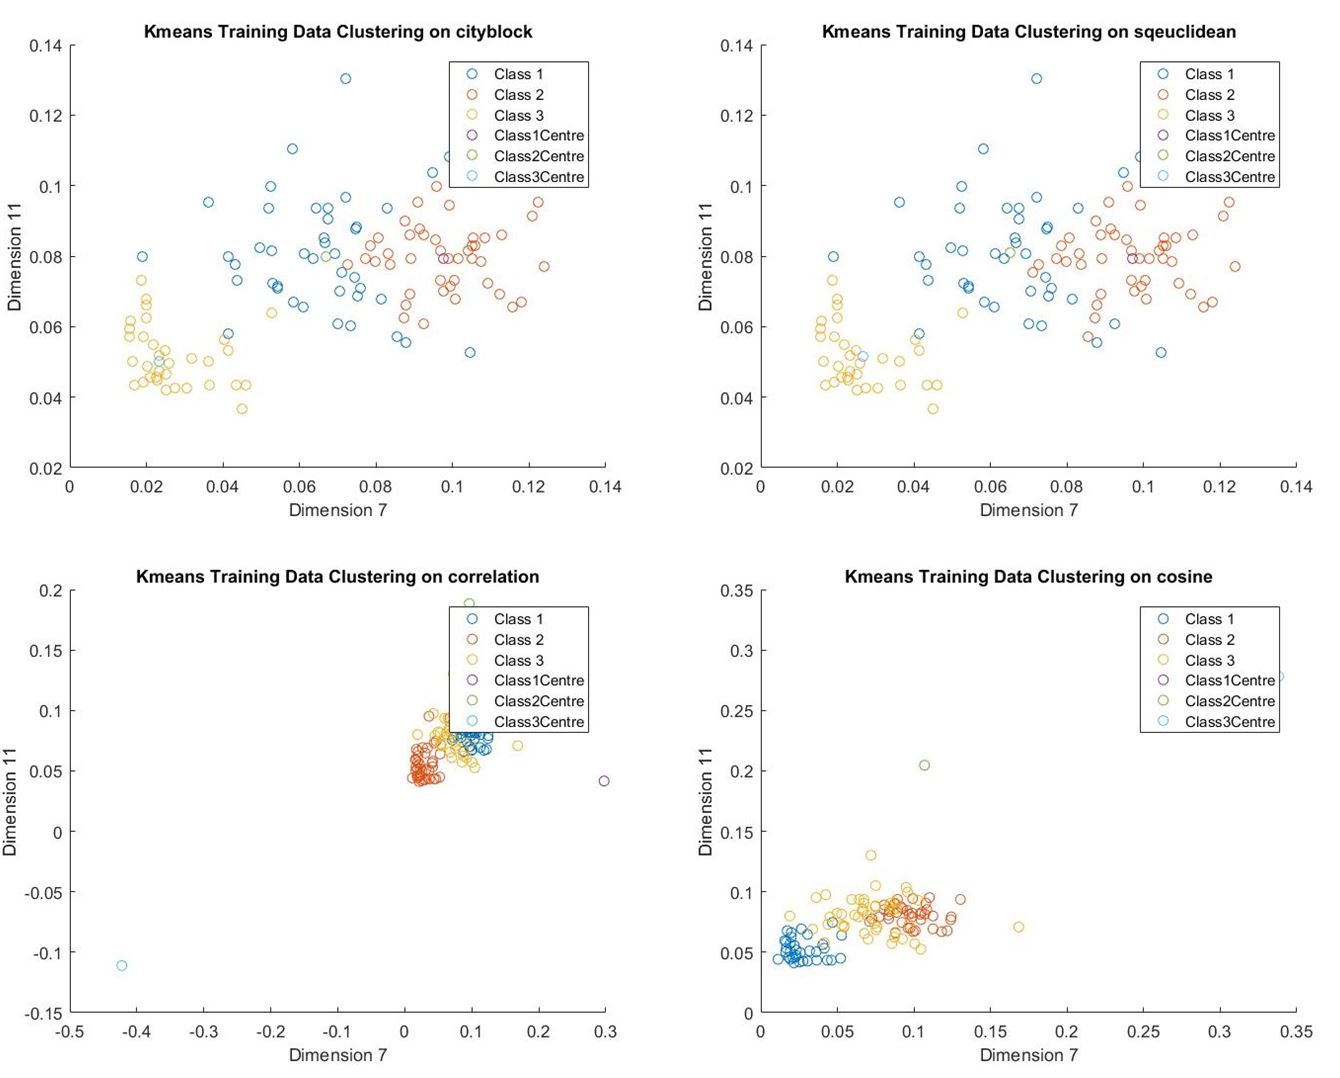 Kmeans Training Data Clustering on cityblock
0.14
0.12
0.1
0.08
0.06
0.04
0.02
0
0.02
0.04
0.06
0.08
0.1
0.12
0.14
Dimension 7
Dimension 11
Class 1
Class 2
Class 3
Class1Centre
Class2Centre
Class3Centre
Kmeans Training Data Clustering on sqeuclidean
0.14
0.12
0.1
0.08
0.06
0.04
0.02
0
0.02
0.04
0.06
0.08
0.1
0.12
0.14
Dimension 7
Dimension 11
Class 1
Class 2
Class 3
Class1Centre
Class2Centre
Class3Centre
Kmeans Training Data Clustering on correlation
0.2
0.15
0.1
0.05
0
-0.05
-0.1
-0.15
-0.5
-0.4
-0.3
-0.2
-0.1
0
0.1
0.2
0.3
Dimension 7
Dimension 11
Class 1
Class 2
Class 3
Class1Centre
Class2Centre
Class3Centre
Kmeans Training Data Clustering on cosine
0.35
0.3
0.25
0.2
0.15
0.1
0.05
0
0
0.05
0.1
0.15
0.2
0.25
0.3
0.35
Dimension 7
Dimension 11
Class 1
Class 2
Class 3
Class1Centre
Class2Centre
Class3Centre